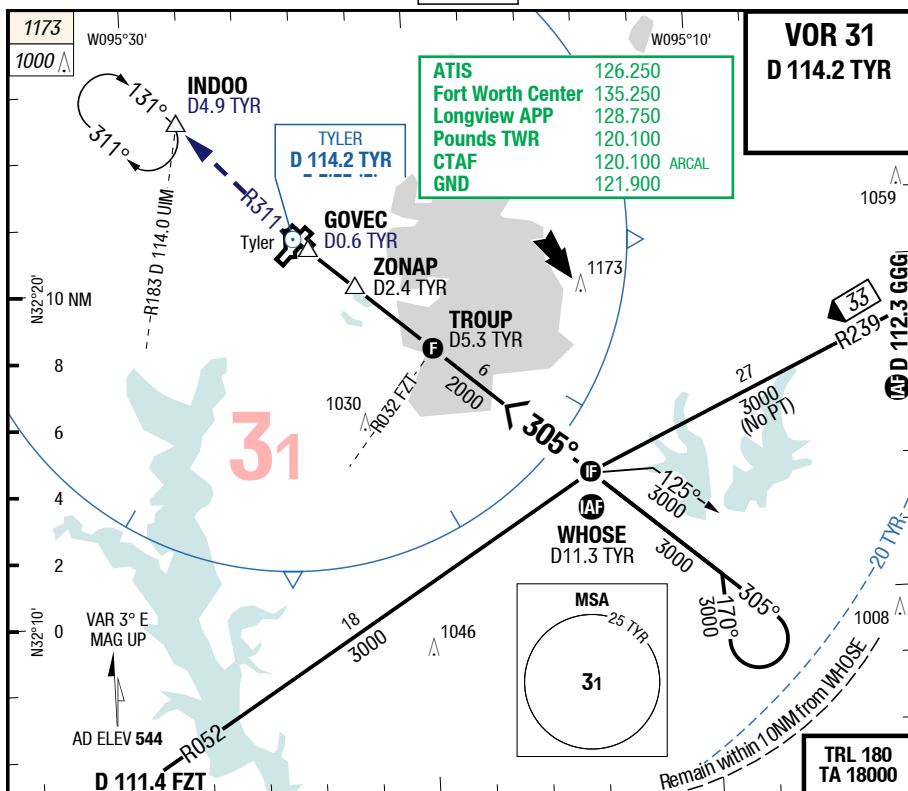 1173
1000
W095°30'
W095°10'
VOR 31
D 114.2 TYR
ATIS 126.250
Fort Worth Center 135.250
Longview APP 128.750
Pounds TWR 120.100
CTAF 120.100 ARCAL
GND 121.900
INDOO
D4.9 TYR
131°
311°
TYLER
D 114.2 TYR
R183 D 114.0 UIM
R311
Tyler
GOVEC
D0.6 TYR
ZONAP
D2.4 TYR
TROUP
D5.3 TYR
F
1173
1059
33
R239
IAF D 112.3 GGG
N32°20'
10 NM
8
6
4
2
0
N32°10'
31
1030
R032 FZT
6
2000
305°
27
3000
(No PT)
IF
IAF
WHOSE
D11.3 TYR
125°
3000
3000
305°
170°
3000
20 TYR
1008
Remain within 10NM from WHOSE
18
3000
1046
MSA
25 TYR
31
VAR 3° E
MAG UP
AD ELEV 544
R052
D 111.4 FZT
TRL 180
TA 18000